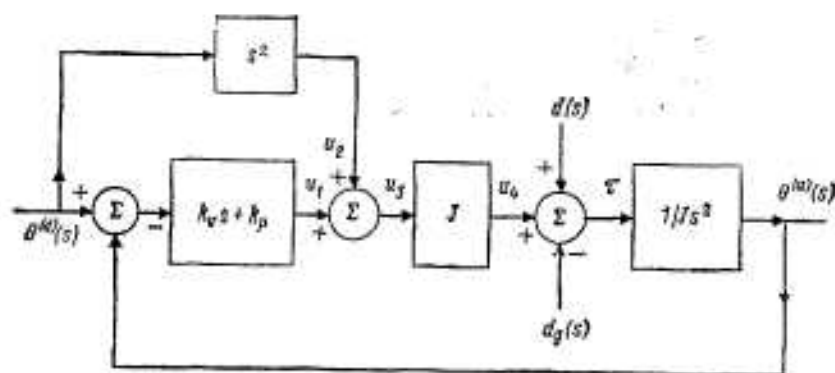 s²
d(s)
u₂
+
+
+
Σ
−
kᵥs + kₚ
u₁
+
Σ
u₃
J
u₄
+
Σ
−
τ
1/Js²
θ⁽ᵃ⁾(s)
θ⁽ᵈ⁾(s)
d_g(s)